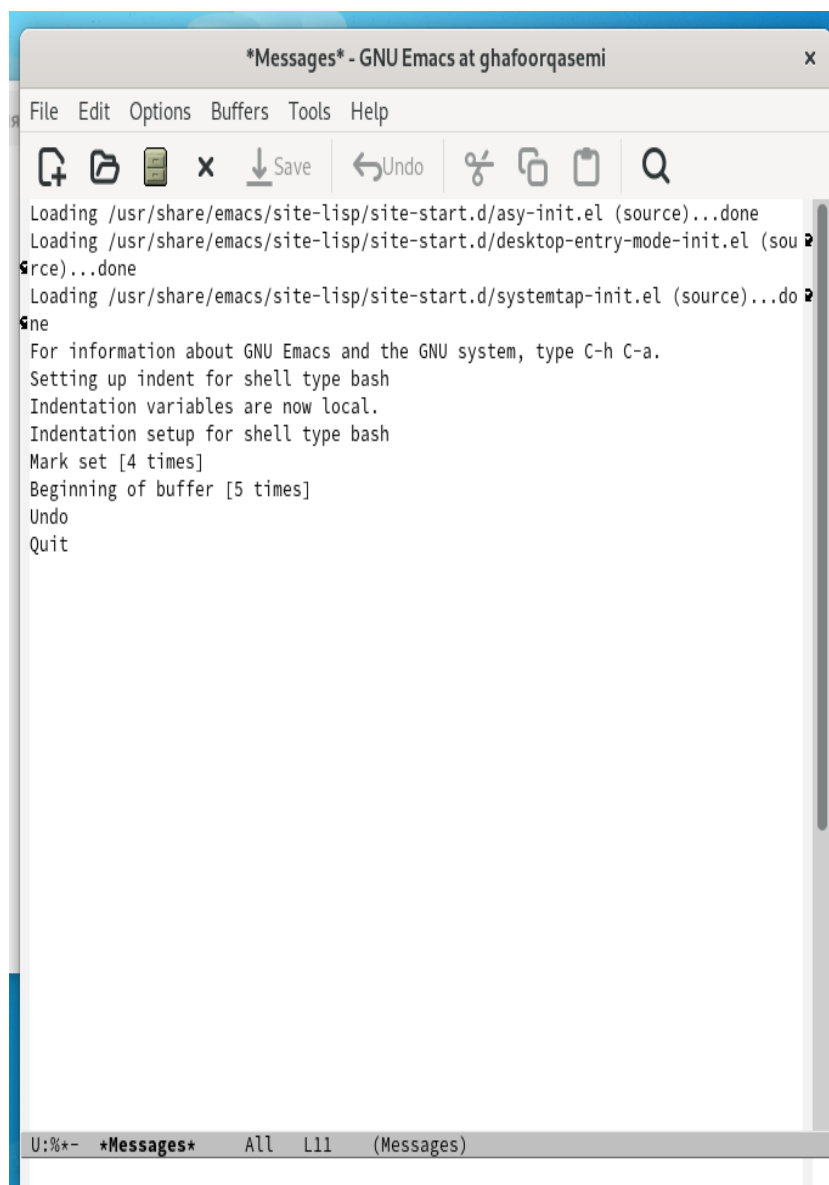 *Messages* - GNU Emacs at ghafoorqasemi x
File Edit Options Buffers Tools Help
Save Undo
Loading /usr/share/emacs/site-lisp/site-start.d/asy-init.el (source)...done
Loading /usr/share/emacs/site-lisp/site-start.d/desktop-entry-mode-init.el (sou
rce)...done
Loading /usr/share/emacs/site-lisp/site-start.d/systemtap-init.el (source)...do
ne
For information about GNU Emacs and the GNU system, type C-h C-a.
Setting up indent for shell type bash
Indentation variables are now local.
Indentation setup for shell type bash
Mark set [4 times]
Beginning of buffer [5 times]
Undo
Quit
U:%*- *Messages* All L11 (Messages)